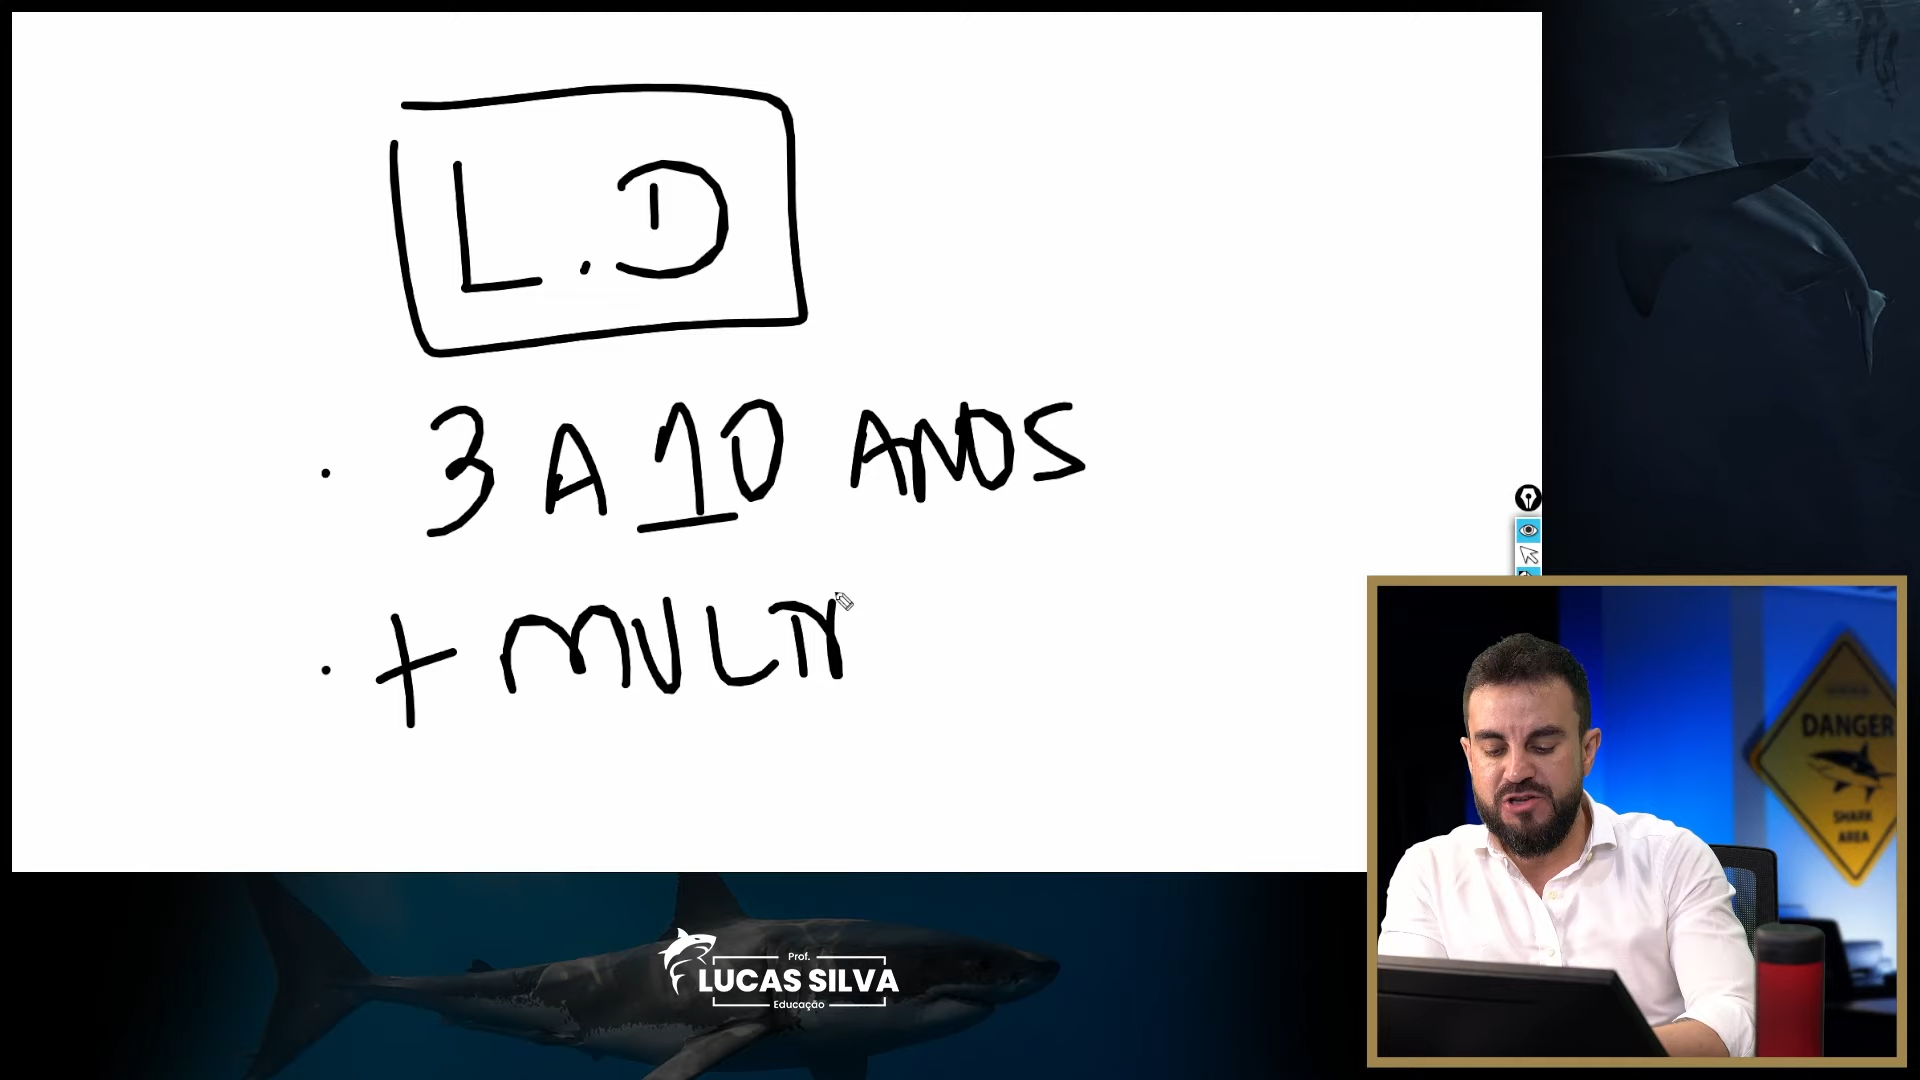 L.D
· 3 A 10 ANOS
· + MULT
DANGER
SHARK
AREA
Prof.
LUCAS SILVA
Educação